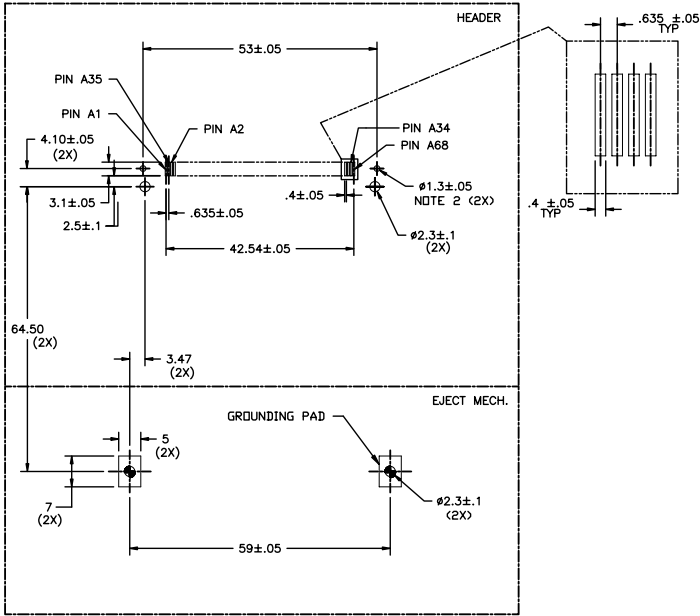 HEADER
.635 ±.05
TYP
53±.05
PIN A35
PIN A1
PIN A2
PIN A34
PIN A68
4.10±.05
(2X)
ø1.3±.05
NOTE 2 (2X)
3.1±.05
.635±.05
.4±.05
.4 ±.05
TYP
2.5±.1
ø2.3±.1
(2X)
42.54±.05
64.50
(2X)
3.47
(2X)
EJECT MECH.
GROUNDING PAD
5
(2X)
7
(2X)
ø2.3±.1
(2X)
59±.05